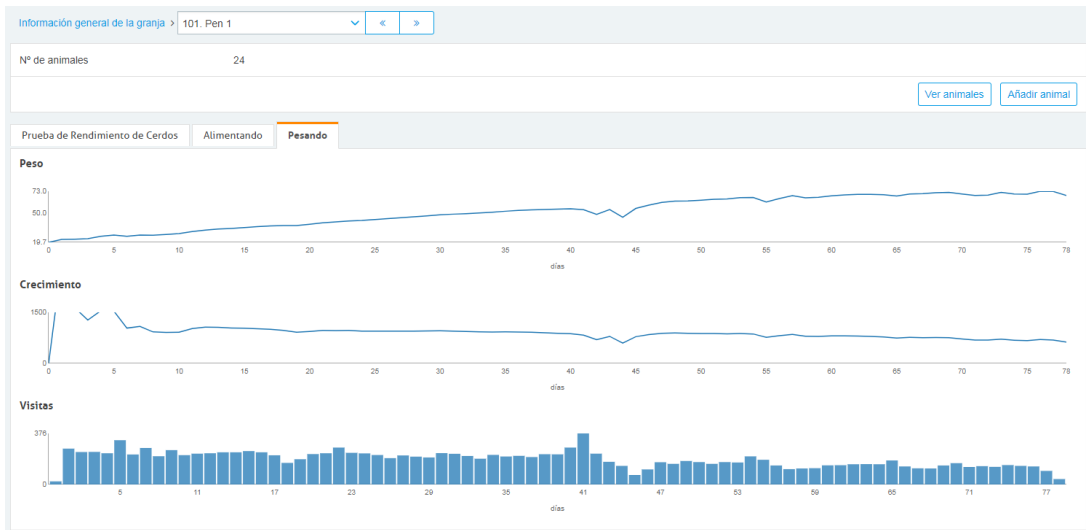 Información general de la granja > 101. Pen 1 « »
Nº de animales 24
Ver animales Añadir animal
Prueba de Rendimiento de Cerdos Alimentando Pesando
Peso
73.0
50.0
19.7
0 5 10 15 20 25 30 35 40 45 50 55 60 65 70 75 78
días
Crecimiento
1500
0
0 5 10 15 20 25 30 35 40 45 50 55 60 65 70 75 78
días
Visitas
376
0
5 11 17 23 29 35 41 47 53 59 65 71 77
días